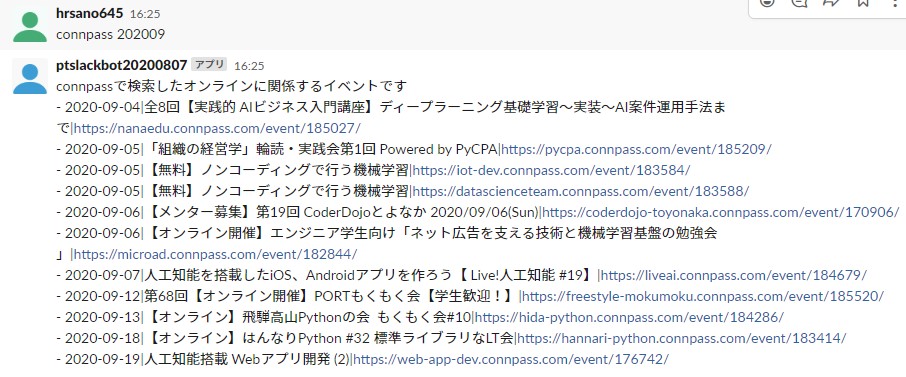 hrsano645 16:25
connpass 202009
ptslackbot20200807 アプリ 16:25
connpassで検索したオンラインに関係するイベントです
- 2020-09-04|全8回【実践的 AIビジネス入門講座】ディープラーニング基礎学習〜実装〜AI案件運用手法ま
で|https://nanaedu.connpass.com/event/185027/
- 2020-09-05|「組織の経営学」輪読・実践会第1回 Powered by PyCPA|https://pycpa.connpass.com/event/185209/
- 2020-09-05|【無料】ノンコーディングで行う機械学習|https://iot-dev.connpass.com/event/183584/
- 2020-09-05|【無料】ノンコーディングで行う機械学習|https://datascienceteam.connpass.com/event/183588/
- 2020-09-06|【メンター募集】第19回 CoderDojoとよなか 2020/09/06(Sun)|https://coderdojo-toyonaka.connpass.com/event/170906/
- 2020-09-06|【オンライン開催】エンジニア学生向け「ネット広告を支える技術と機械学習基盤の勉強会
」|https://microad.connpass.com/event/182844/
- 2020-09-07|人工知能を搭載したiOS、Androidアプリを作ろう【 Live!人工知能 #19】|https://liveai.connpass.com/event/184679/
- 2020-09-12|第68回【オンライン開催】PORTもくもく会【学生歓迎！】|https://freestyle-mokumoku.connpass.com/event/185520/
- 2020-09-13|【オンライン】飛騨高山Pythonの会 もくもく会#10|https://hida-python.connpass.com/event/184286/
- 2020-09-18|【オンライン】はんなりPython #32 標準ライブラリなLT会|https://hannari-python.connpass.com/event/183414/
- 2020-09-19|人工知能搭載 Webアプリ開発 (2)|https://web-app-dev.connpass.com/event/176742/